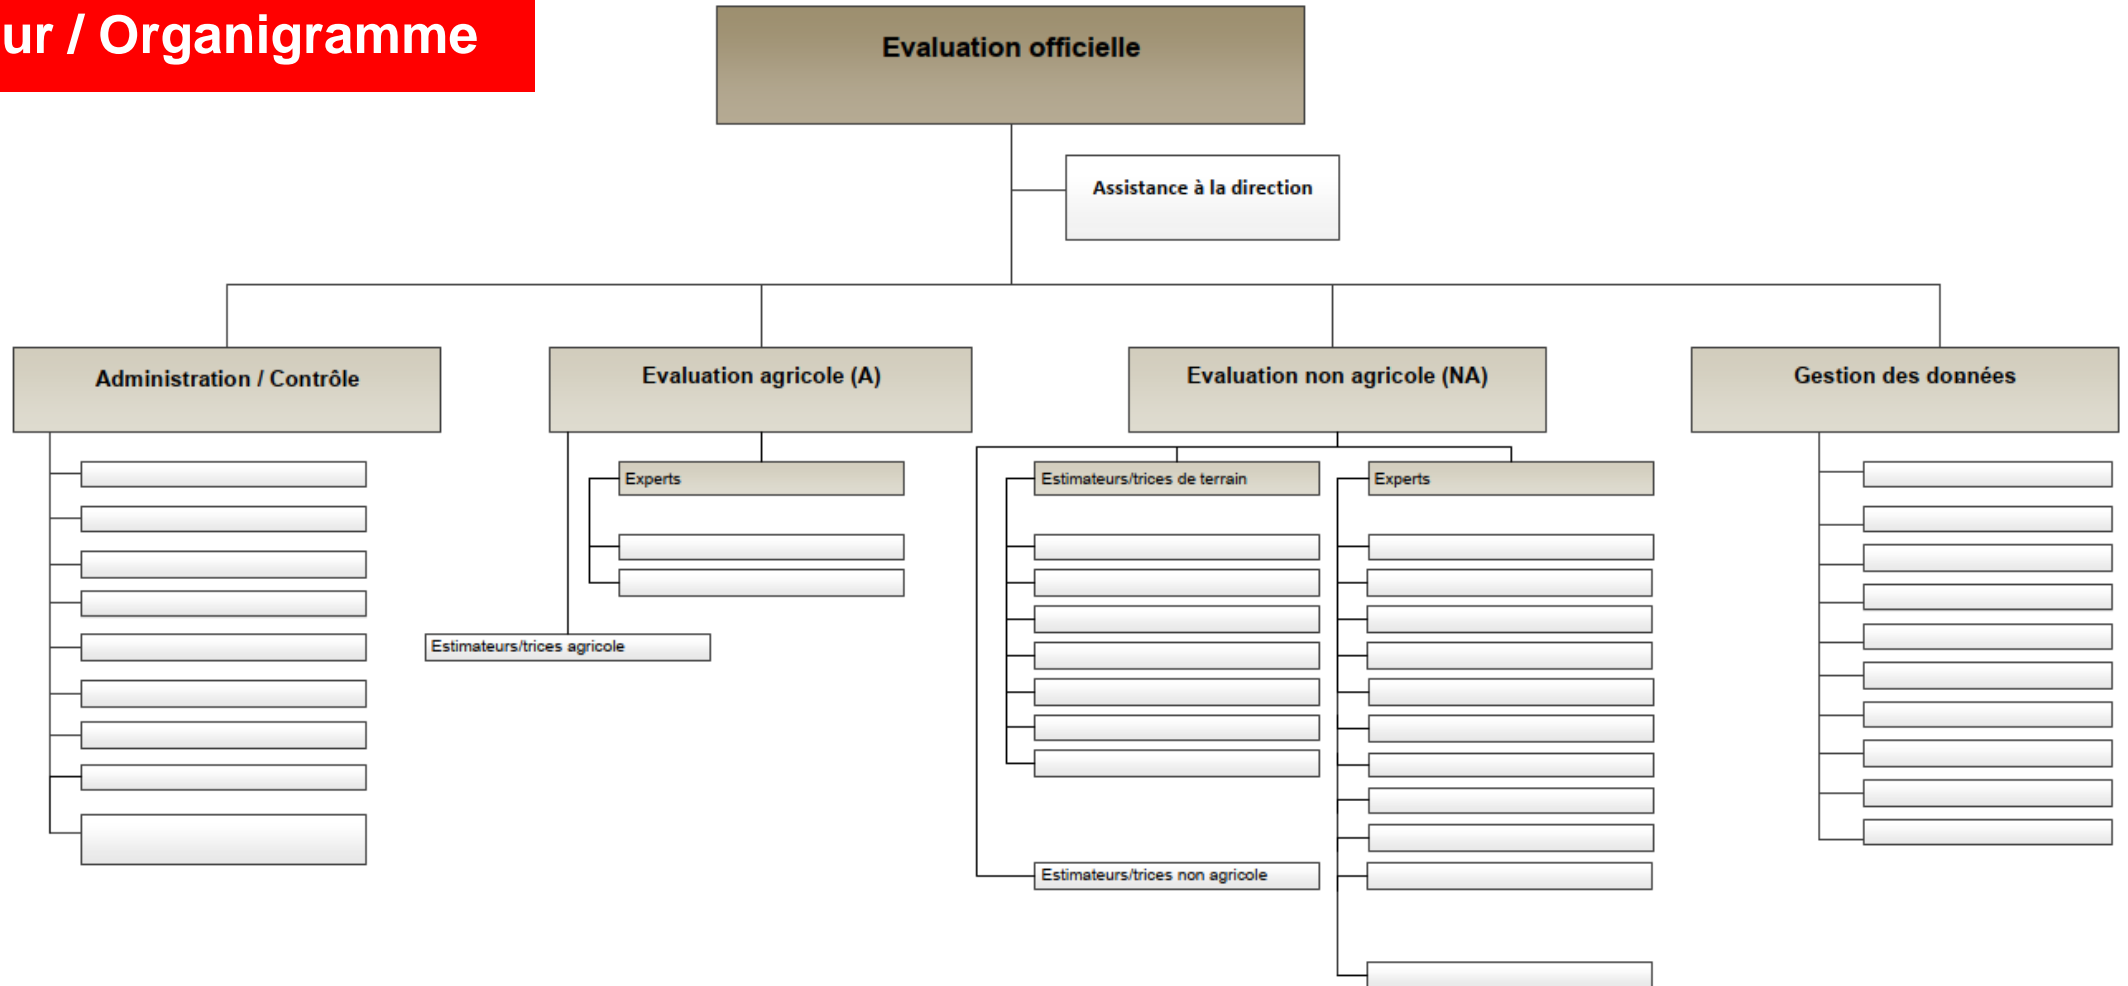 ur / Organigramme
Evaluation officielle
Assistance à la direction
Administration / Contrôle
Evaluation agricole (A)
Evaluation non agricole (NA)
Gestion des données
Experts
Estimateurs/trices de terrain
Experts
Estimateurs/trices agricole
Estimateurs/trices non agricole